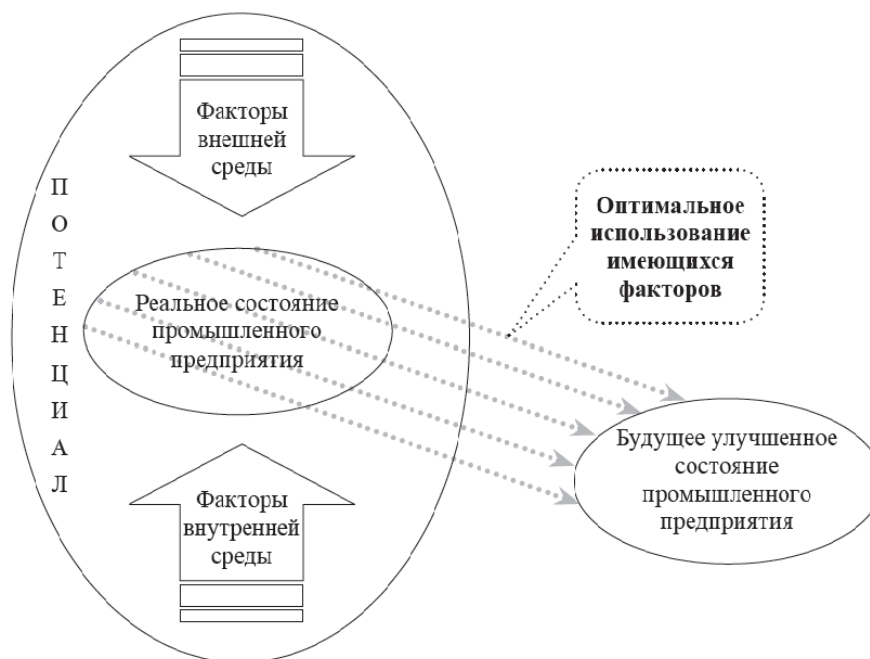 Факторы
внешней
среды
ПОТЕНЦИАЛ
Оптимальное
использование
имеющихся
факторов
Реальное состояние
промышленного
предприятия
Будущее улучшенное
состояние
промышленного
предприятия
Факторы
внутренней
среды